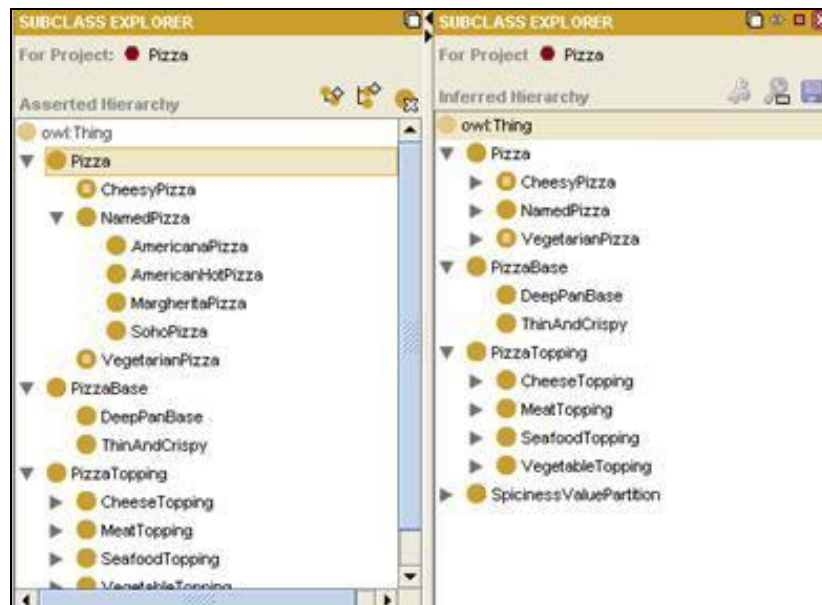 SUBCLASS EXPLORER
For Project: Pizza
Asserted Hierarchy
owl:Thing
Pizza
CheesyPizza
NamedPizza
AmericanaPizza
AmericanHotPizza
MargheritaPizza
SohoPizza
VegetarianPizza
PizzaBase
DeepPanBase
ThinAndCrispy
PizzaTopping
CheeseTopping
MeatTopping
SeafoodTopping
VegetableTopping
SUBCLASS EXPLORER
For Project Pizza
Inferred Hierarchy
owl:Thing
Pizza
CheesyPizza
NamedPizza
VegetarianPizza
PizzaBase
DeepPanBase
ThinAndCrispy
PizzaTopping
CheeseTopping
MeatTopping
SeafoodTopping
VegetableTopping
SpicinessValuePartition